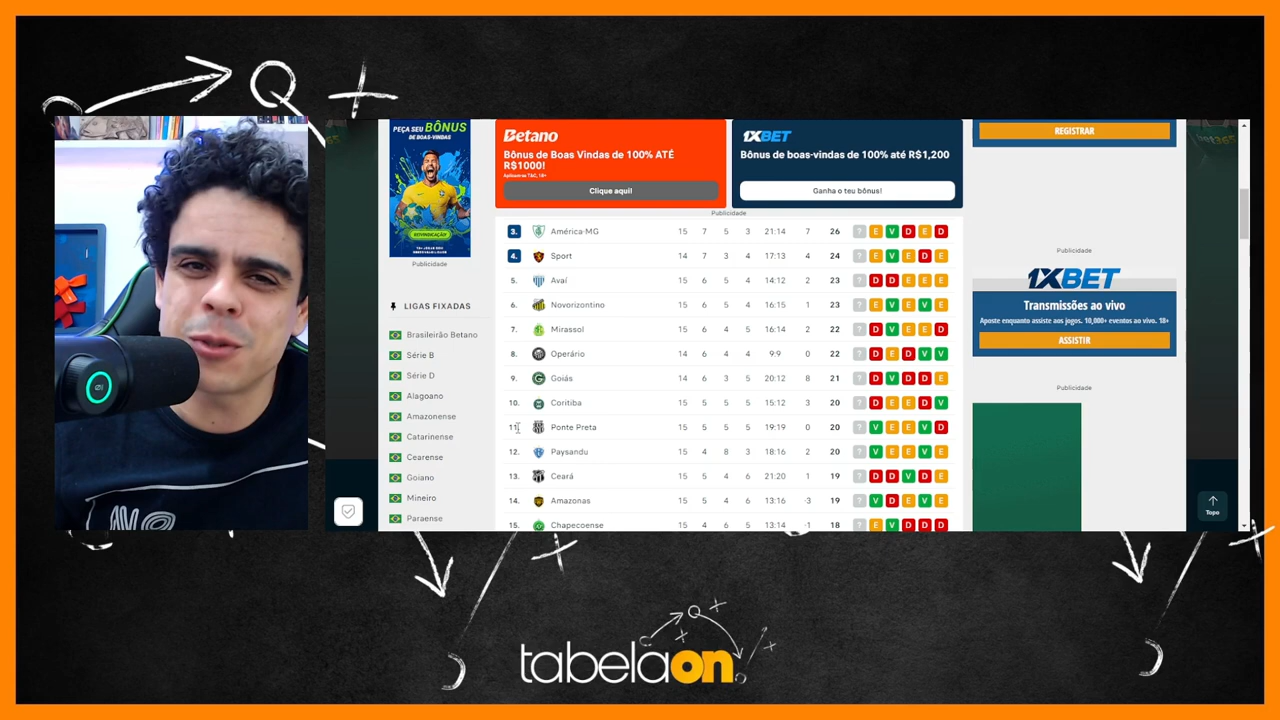 PEÇA SEU BÔNUS
DE BOAS-VINDAS
REIVINDICAÇÃO!
Publicidade
Betano
Bônus de Boas Vindas de 100% ATÉ
R$1000!
Aplicam-se T&C, 18+
Clique aqui!
1XBET
Bônus de boas-vindas de 100% até R$1,200
Ganha o teu bônus!
Publicidade
REGISTRAR
Publicidade
1XBET
Transmissões ao vivo
Aposte enquanto assiste aos jogos. 10,000+ eventos ao vivo. 18+
ASSISTIR
Publicidade
LIGAS FIXADAS
Brasileirão Betano
Série B
Série D
Alagoano
Amazonense
Catarinense
Cearense
Goiano
Mineiro
Paraense
3. América-MG 15 7 5 3 21:14 7 26 ? E V D E D
4. Sport 14 7 3 4 17:13 4 24 ? E V E D E
5. Avaí 15 6 5 4 14:12 2 23 ? D D E E E
6. Novorizontino 15 6 5 4 16:15 1 23 ? E V E V E
7. Mirassol 15 6 4 5 16:14 2 22 ? D V E E D
8. Operário 14 6 4 4 9:9 0 22 ? D E D V V
9. Goiás 14 6 3 5 20:12 8 21 ? D V D D E
10. Coritiba 15 5 5 5 15:12 3 20 ? D E E D V
11. Ponte Preta 15 5 5 5 19:19 0 20 ? V E E V D
12. Paysandu 15 4 8 3 18:16 2 20 ? V E V E E
13. Ceará 15 5 4 6 21:20 1 19 ? D D V D E
14. Amazonas 15 5 4 6 13:16 -3 19 ? V D E V E
15. Chapecoense 15 4 6 5 13:14 -1 18 ? E V D D D
Topo
tabelaon